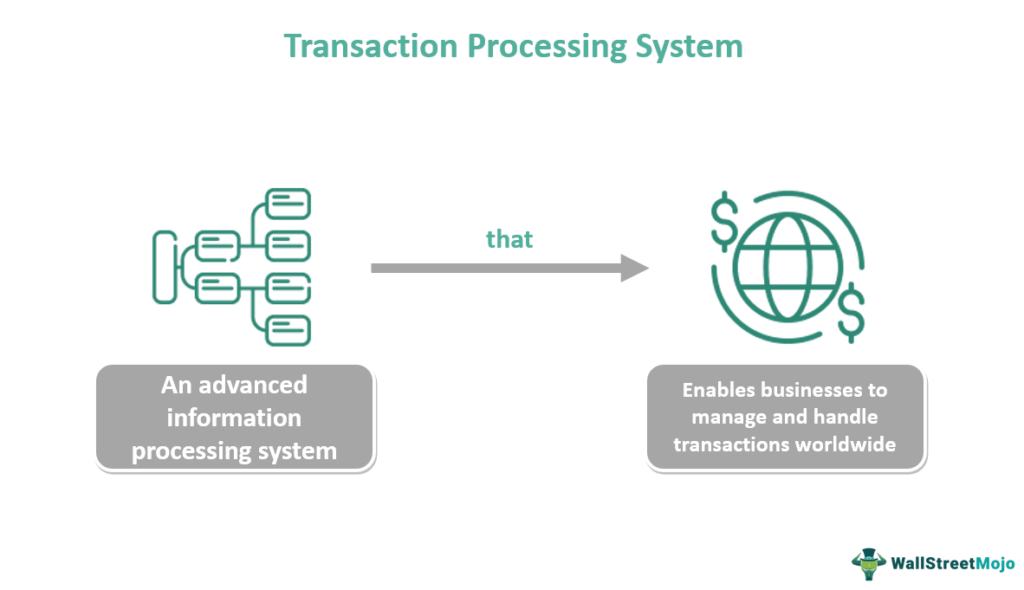 Transaction Processing System
that
An advanced
information
processing system
Enables businesses to
manage and handle
transactions worldwide
WallStreetMojo